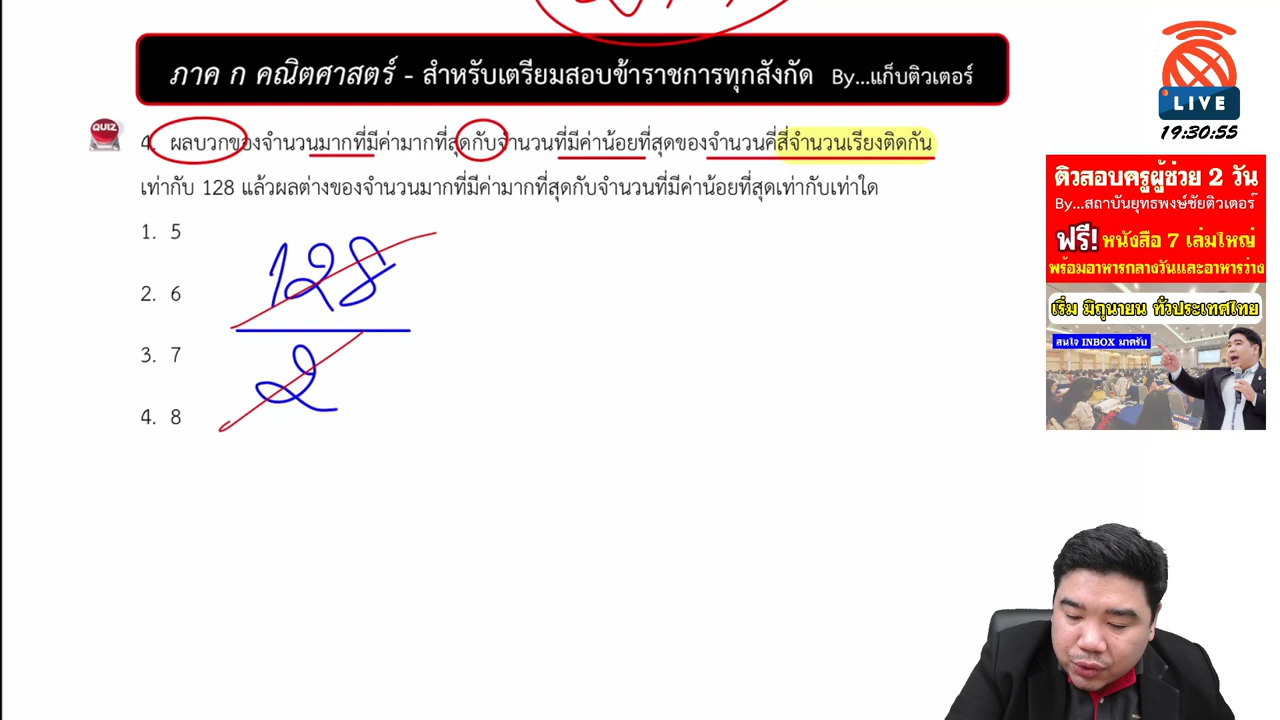 ภาค ก คณิตศาสตร์ - สำหรับเตรียมสอบข้าราชการทุกสังกัด By...แก็บติวเตอร์
LIVE
19:30:55
QUIZ
4. ผลบวกของจำนวนมากที่มีค่ามากที่สุดกับจำนวนที่มีค่าน้อยที่สุดของจำนวนคี่สี่จำนวนเรียงติดกัน
เท่ากับ 128 แล้วผลต่างของจำนวนมากที่มีค่ามากที่สุดกับจำนวนที่มีค่าน้อยที่สุดเท่ากับเท่าใด
1. 5
2. 6
3. 7
4. 8
128
2
ติวสอบครูผู้ช่วย 2 วัน
By...สถาบันยุทธพงษ์ชัยติวเตอร์
ฟรี! หนังสือ 7 เล่มใหญ่
พร้อมอาหารกลางวันและอาหารว่าง
เริ่ม มิถุนายน ทั่วประเทศไทย
สนใจ INBOX มาครับ